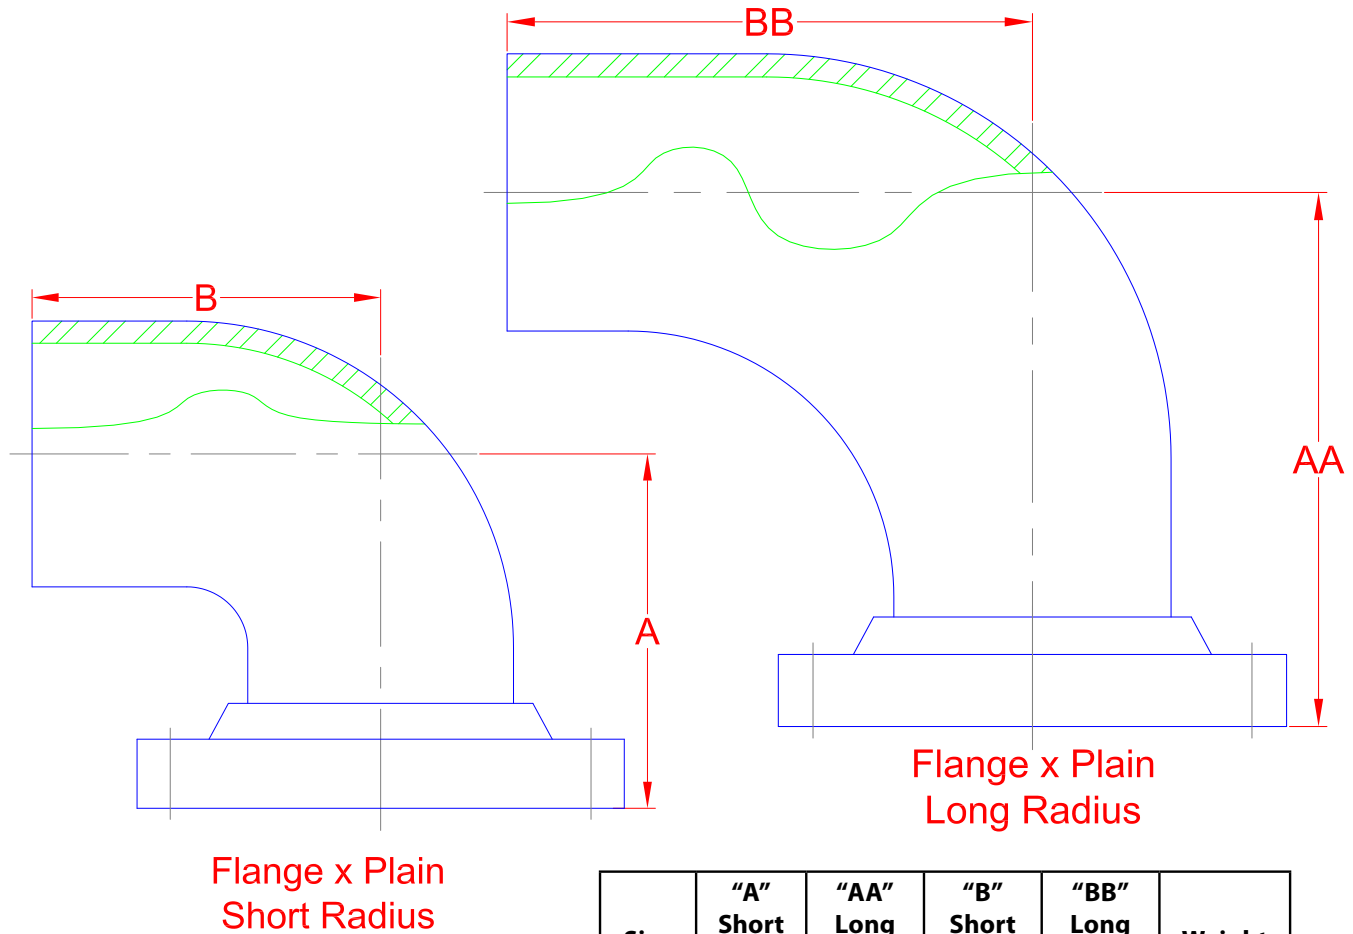 BB
B
AA
A
Flange x Plain
Long Radius
Flange x Plain
Short Radius
"A" "AA" "B" "BB"
Short Long Short Long